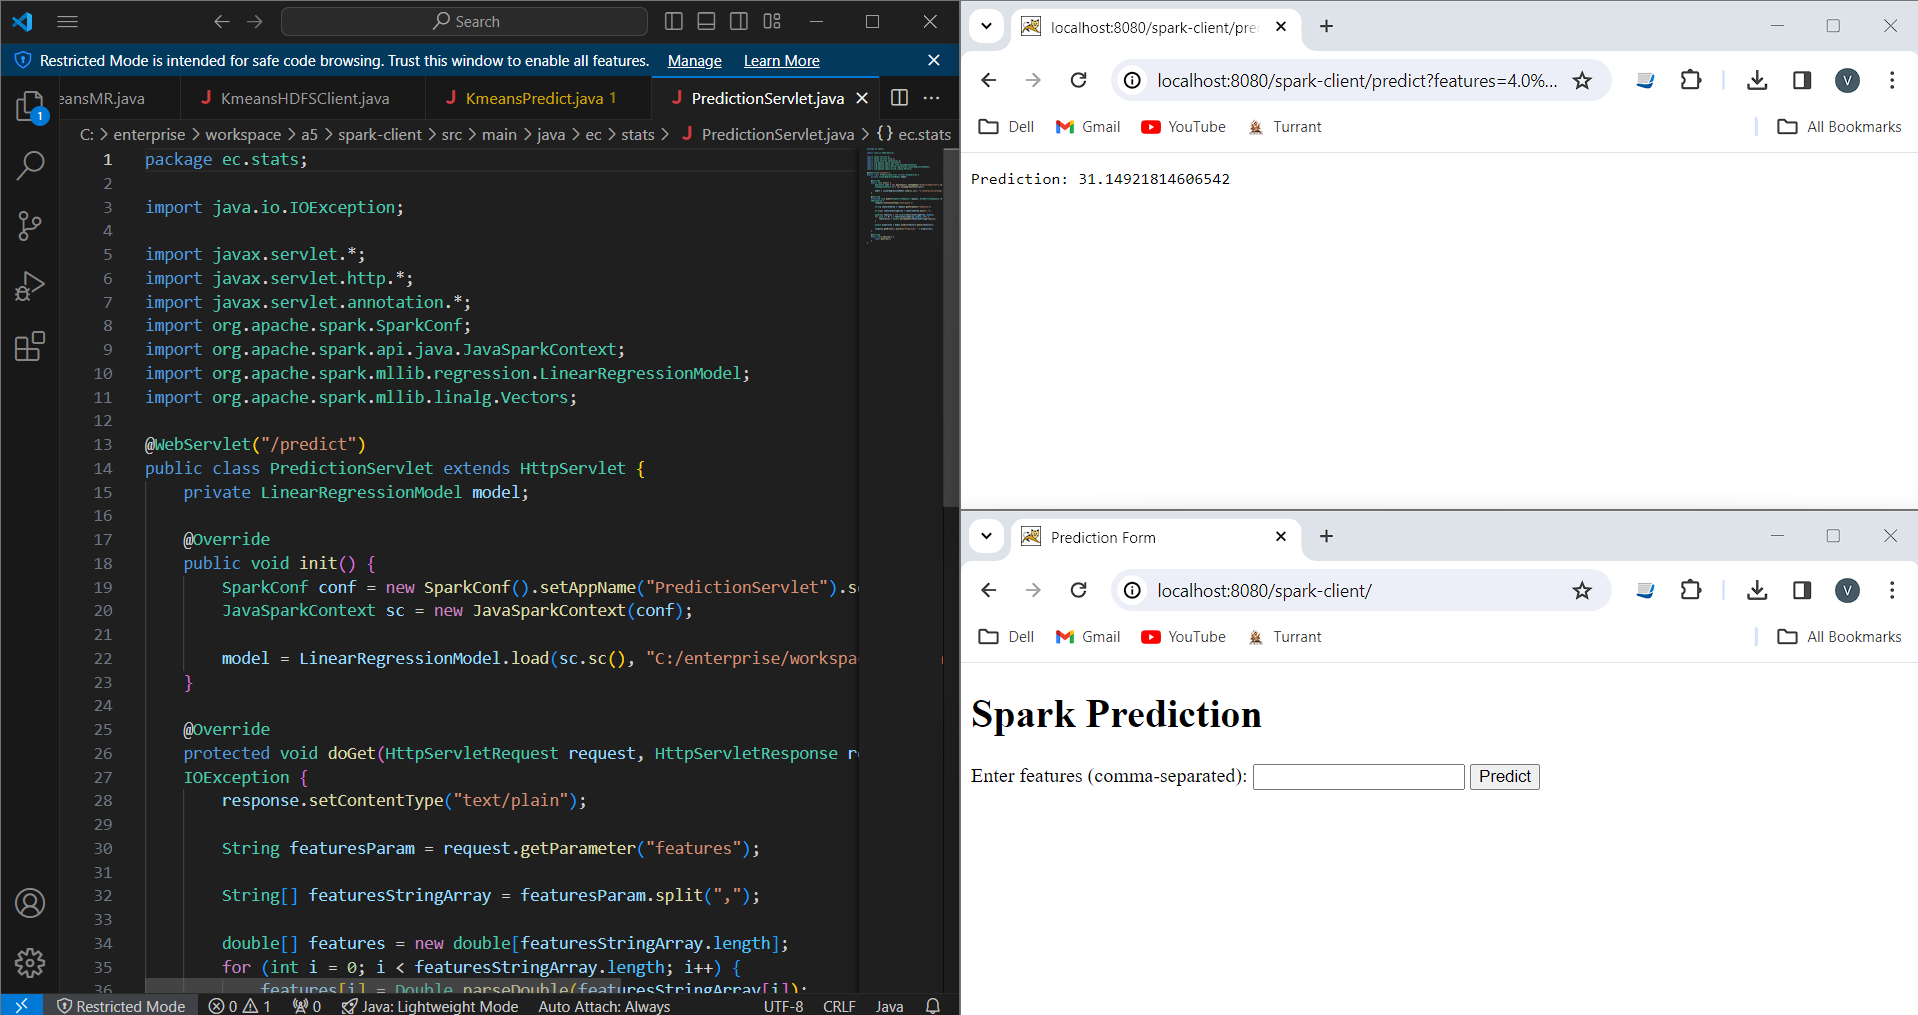 Search
Restricted Mode is intended for safe code browsing. Trust this window to enable all features. Manage Learn More
eansMR.java KmeansHDFSClient.java KmeansPredict.java 1 PredictionServlet.java
C: > enterprise > workspace > a5 > spark-client > src > main > java > ec > stats > J PredictionServlet.java > {} ec.stats
1 package ec.stats;
2
3 import java.io.IOException;
4
5 import javax.servlet.*;
6 import javax.servlet.http.*;
7 import javax.servlet.annotation.*;
8 import org.apache.spark.SparkConf;
9 import org.apache.spark.api.java.JavaSparkContext;
10 import org.apache.spark.mllib.regression.LinearRegressionModel;
11 import org.apache.spark.mllib.linalg.Vectors;
12
13 @WebServlet("/predict")
14 public class PredictionServlet extends HttpServlet {
15 private LinearRegressionModel model;
16
17 @Override
18 public void init() {
19 SparkConf conf = new SparkConf().setAppName("PredictionServlet").se
20 JavaSparkContext sc = new JavaSparkContext(conf);
21
22 model = LinearRegressionModel.load(sc.sc(), "C:/enterprise/workspa
23 }
24
25 @Override
26 protected void doGet(HttpServletRequest request, HttpServletResponse re
27 IOException {
28 response.setContentType("text/plain");
29
30 String featuresParam = request.getParameter("features");
31
32 String[] featuresStringArray = featuresParam.split(",");
33
34 double[] features = new double[featuresStringArray.length];
35 for (int i = 0; i < featuresStringArray.length; i++) {
36 features[i] = Double.parseDouble(featuresStringArray[i]);
1
Restricted Mode 0 1 0 Java: Lightweight Mode Auto Attach: Always UTF-8 CRLF Java
localhost:8080/spark-client/pre
localhost:8080/spark-client/predict?features=4.0%... V
Dell Gmail YouTube Turrant All Bookmarks
Prediction: 31.14921814606542
Prediction Form
localhost:8080/spark-client/ V
Dell Gmail YouTube Turrant All Bookmarks
Spark Prediction
Enter features (comma-separated): Predict